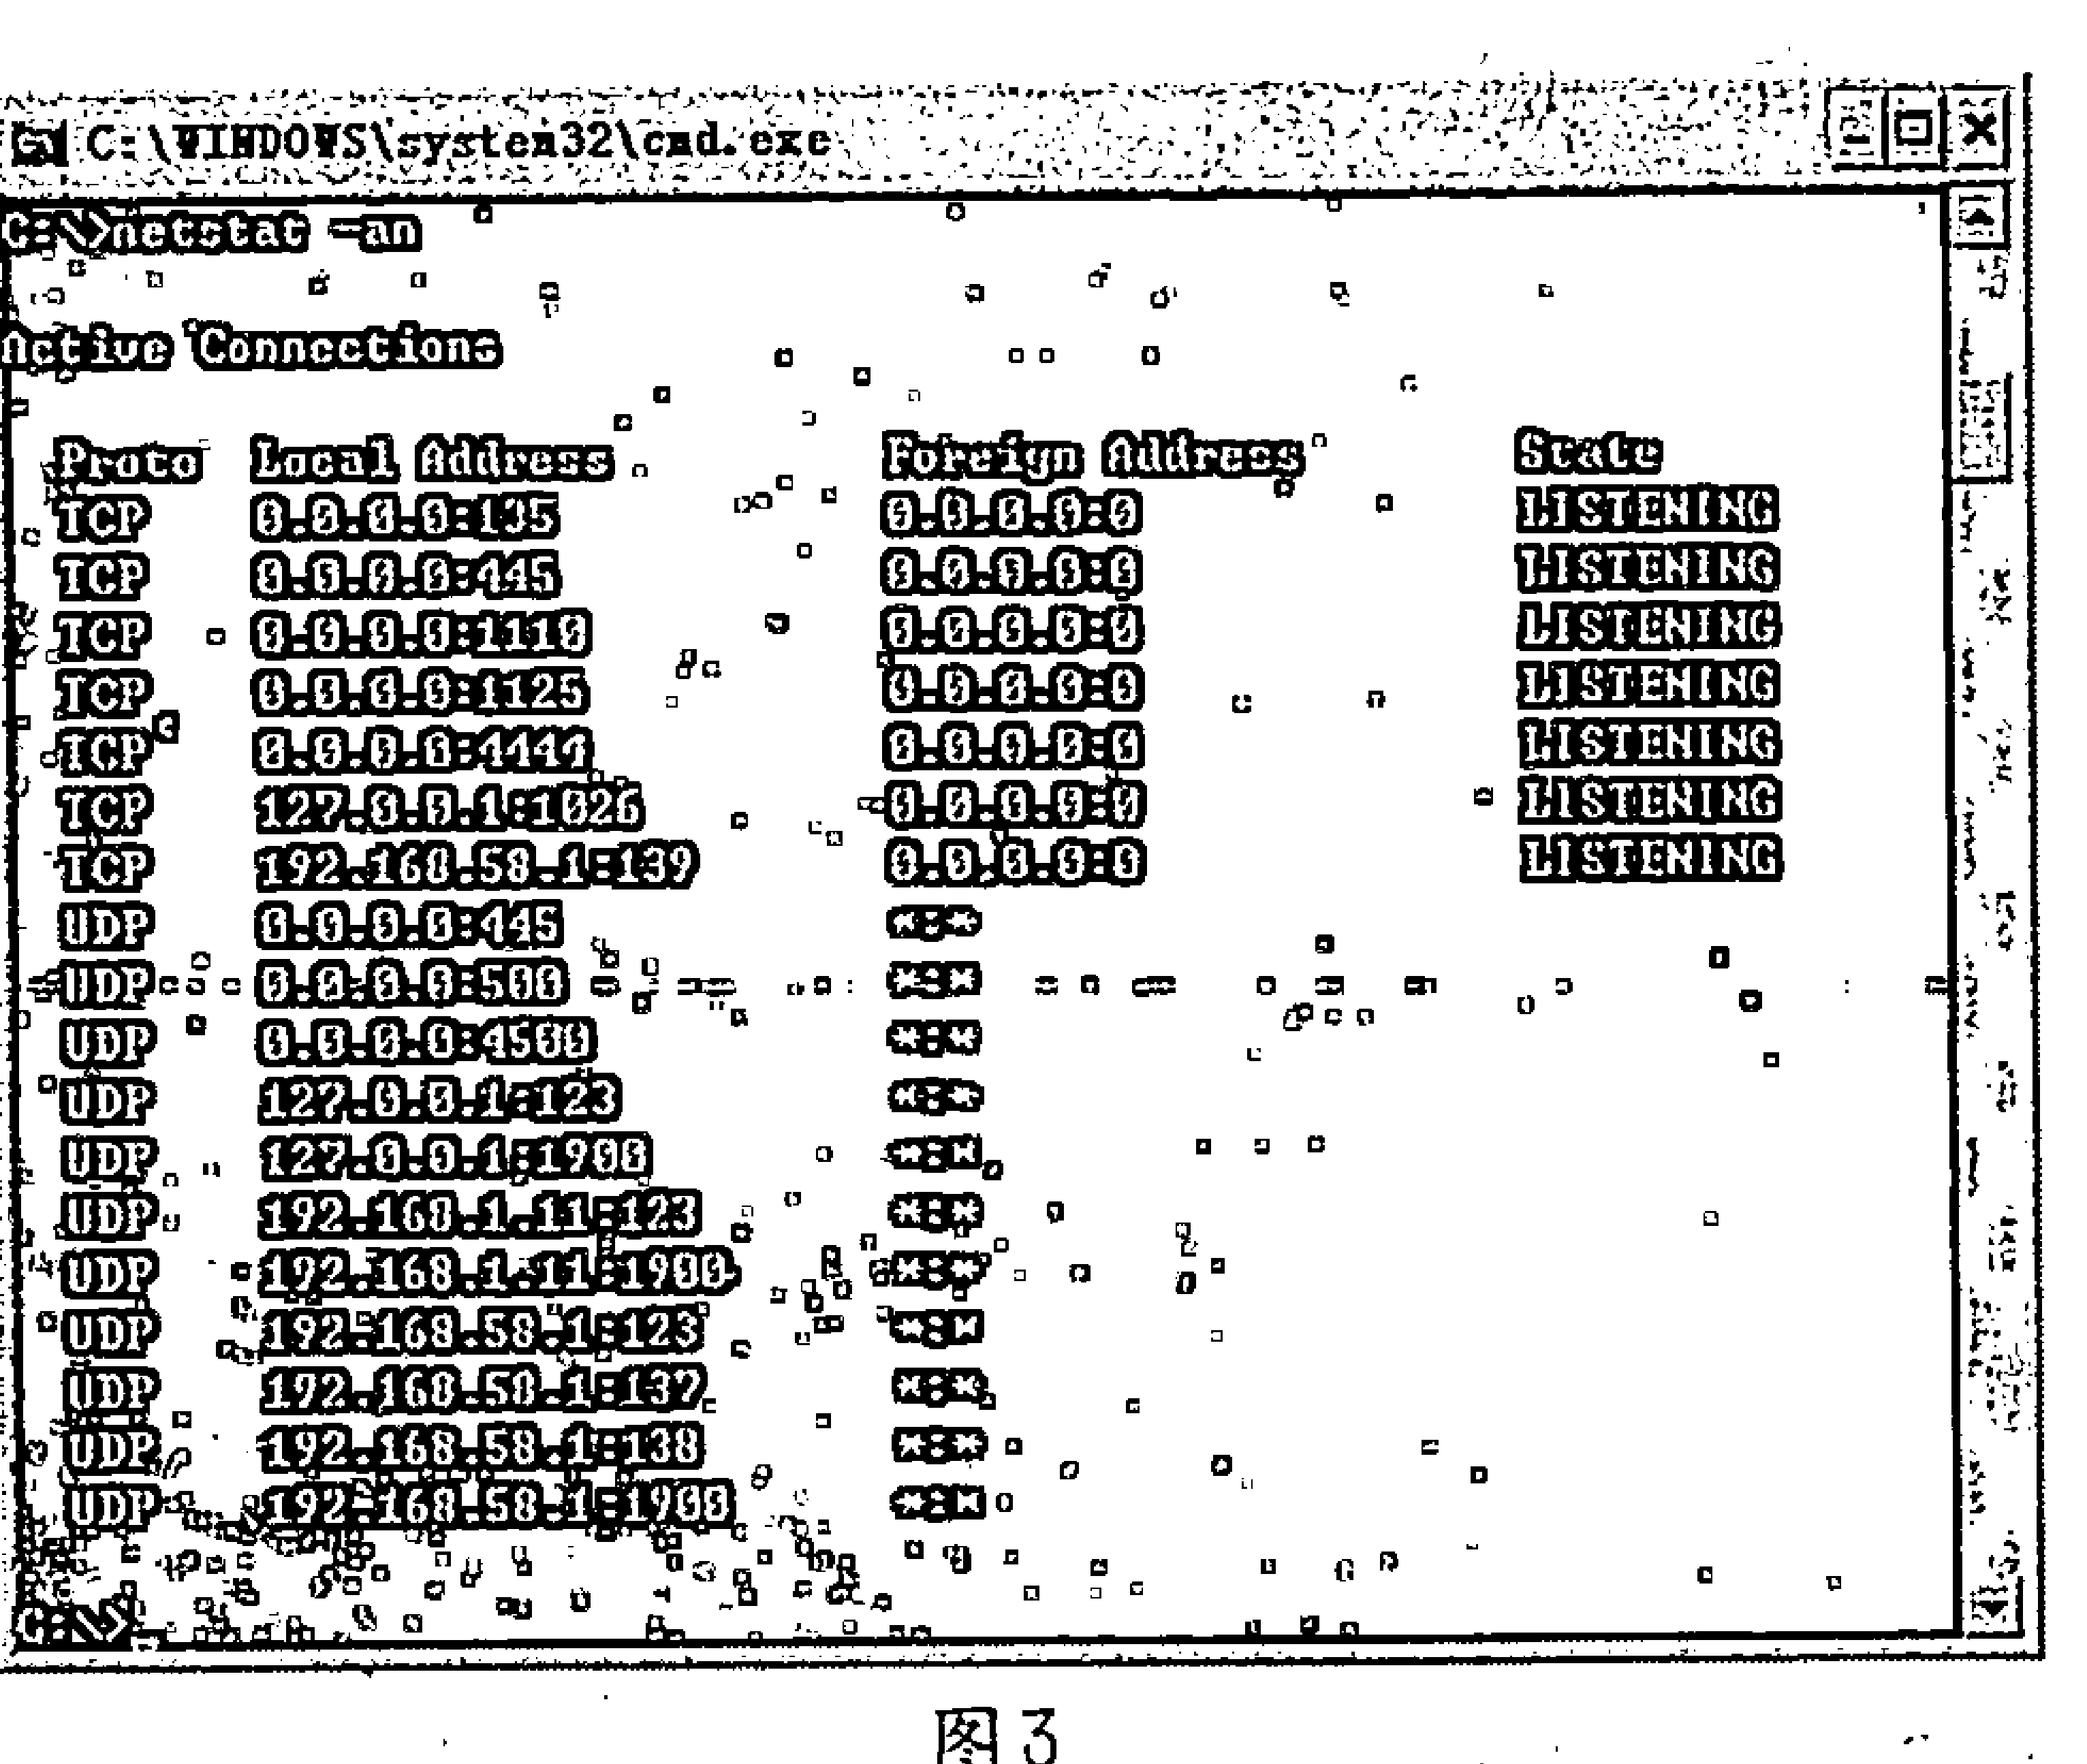 C:\WINDOWS\system32\cmd.exe
C:\>netstat -an
Active Connections
Proto Local Address Foreign Address State
TCP 0.0.0.0:135 0.0.0.0:0 LISTENING
TCP 0.0.0.0:445 0.0.0.0:0 LISTENING
TCP 0.0.0.0:1110 0.0.0.0:0 LISTENING
TCP 0.0.0.0:1125 0.0.0.0:0 LISTENING
TCP 0.0.0.0:4444 0.0.0.0:0 LISTENING
TCP 127.0.0.1:1026 0.0.0.0:0 LISTENING
TCP 192.168.58.1:139 0.0.0.0:0 LISTENING
UDP 0.0.0.0:445 *:*
UDP 0.0.0.0:500 *:*
UDP 0.0.0.0:4500 *:*
UDP 127.0.0.1:123 *:*
UDP 127.0.0.1:1900 *:*
UDP 192.168.1.11:123 *:*
UDP 192.168.1.11:1900 *:*
UDP 192.168.58.1:123 *:*
UDP 192.168.58.1:137 *:*
UDP 192.168.58.1:138 *:*
UDP 192.168.58.1:1900 *:*
C:\>
图 3